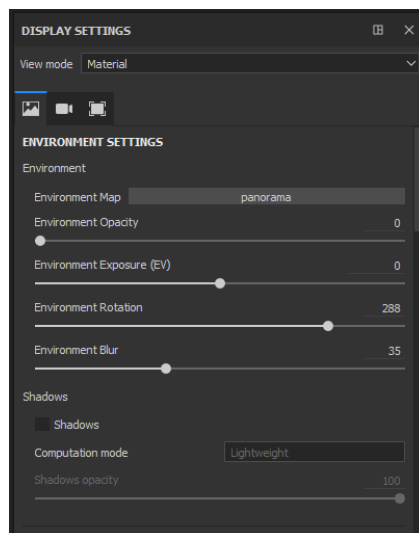 DISPLAY SETTINGS
View mode Material
ENVIRONMENT SETTINGS
Environment
Environment Map panorama
Environment Opacity 0
Environment Exposure (EV) 0
Environment Rotation 288
Environment Blur 35
Shadows
Shadows
Computation mode Lightweight
Shadows opacity 100